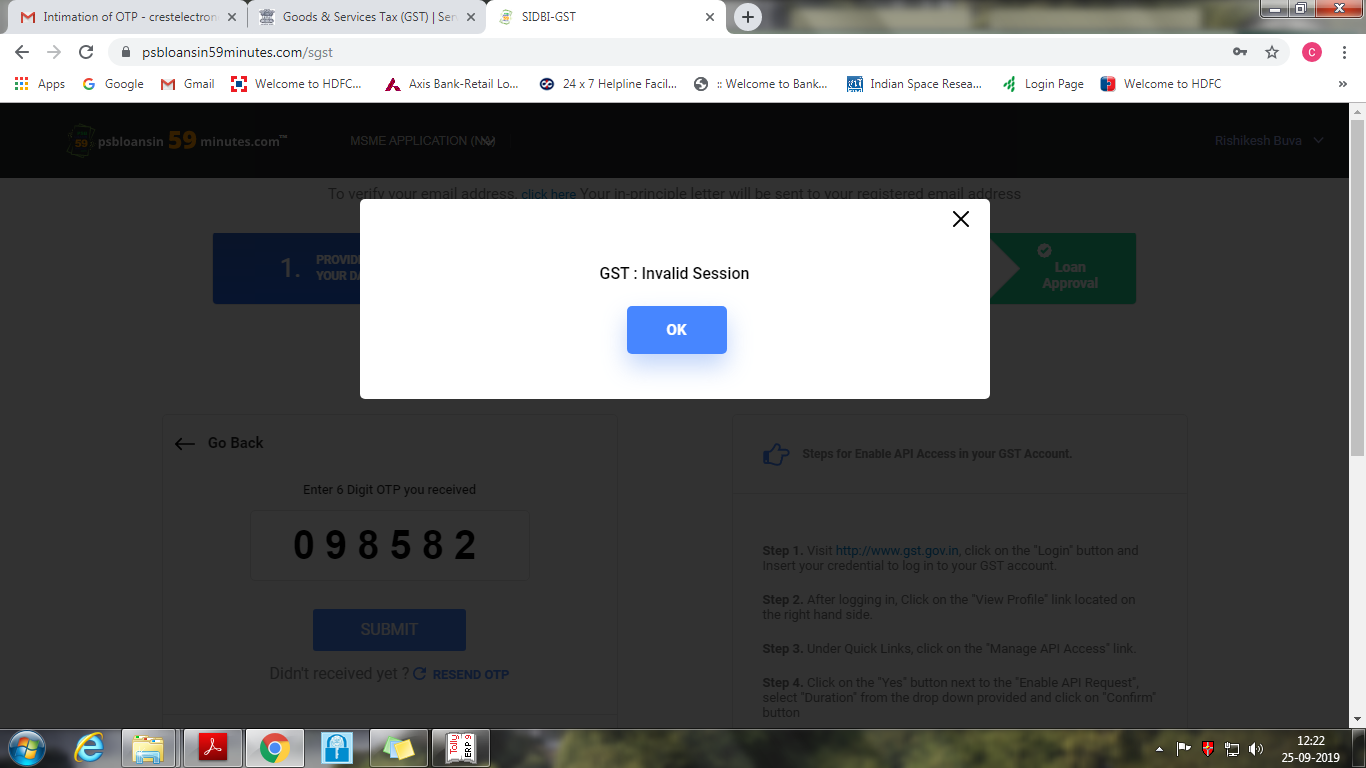 Intimation of OTP - crestelectron
Goods & Services Tax (GST) | Ser
SIDBI-GST
psbloansin59minutes.com/sgst
C
Apps
Google
Gmail
Welcome to HDFC...
Axis Bank-Retail Lo...
24 x 7 Helpline Facil...
:: Welcome to Bank...
Indian Space Resea...
Login Page
Welcome to HDFC
»
59 psbloansin 59 minutes.com™
MSME APPLICATION
Rishikesh Buva
To verify your email address, click here Your in-principle letter will be sent to your registered email address
1. PROVIDE
YOUR DA
Loan
Approval
GST : Invalid Session
OK
Go Back
Enter 6 Digit OTP you received
098582
SUBMIT
Didn't received yet ? RESEND OTP
Steps for Enable API Access in your GST Account.
Step 1. Visit http://www.gst.gov.in, click on the "Login" button and
Insert your credential to log in to your GST account.
Step 2. After logging in, Click on the "View Profile" link located on
the right hand side.
Step 3. Under Quick Links, click on the "Manage API Access" link.
Step 4. Click on the "Yes" button next to the "Enable API Request",
select "Duration" from the drop down provided and click on "Confirm"
button
Tally
ERP 9
12:22
25-09-2019